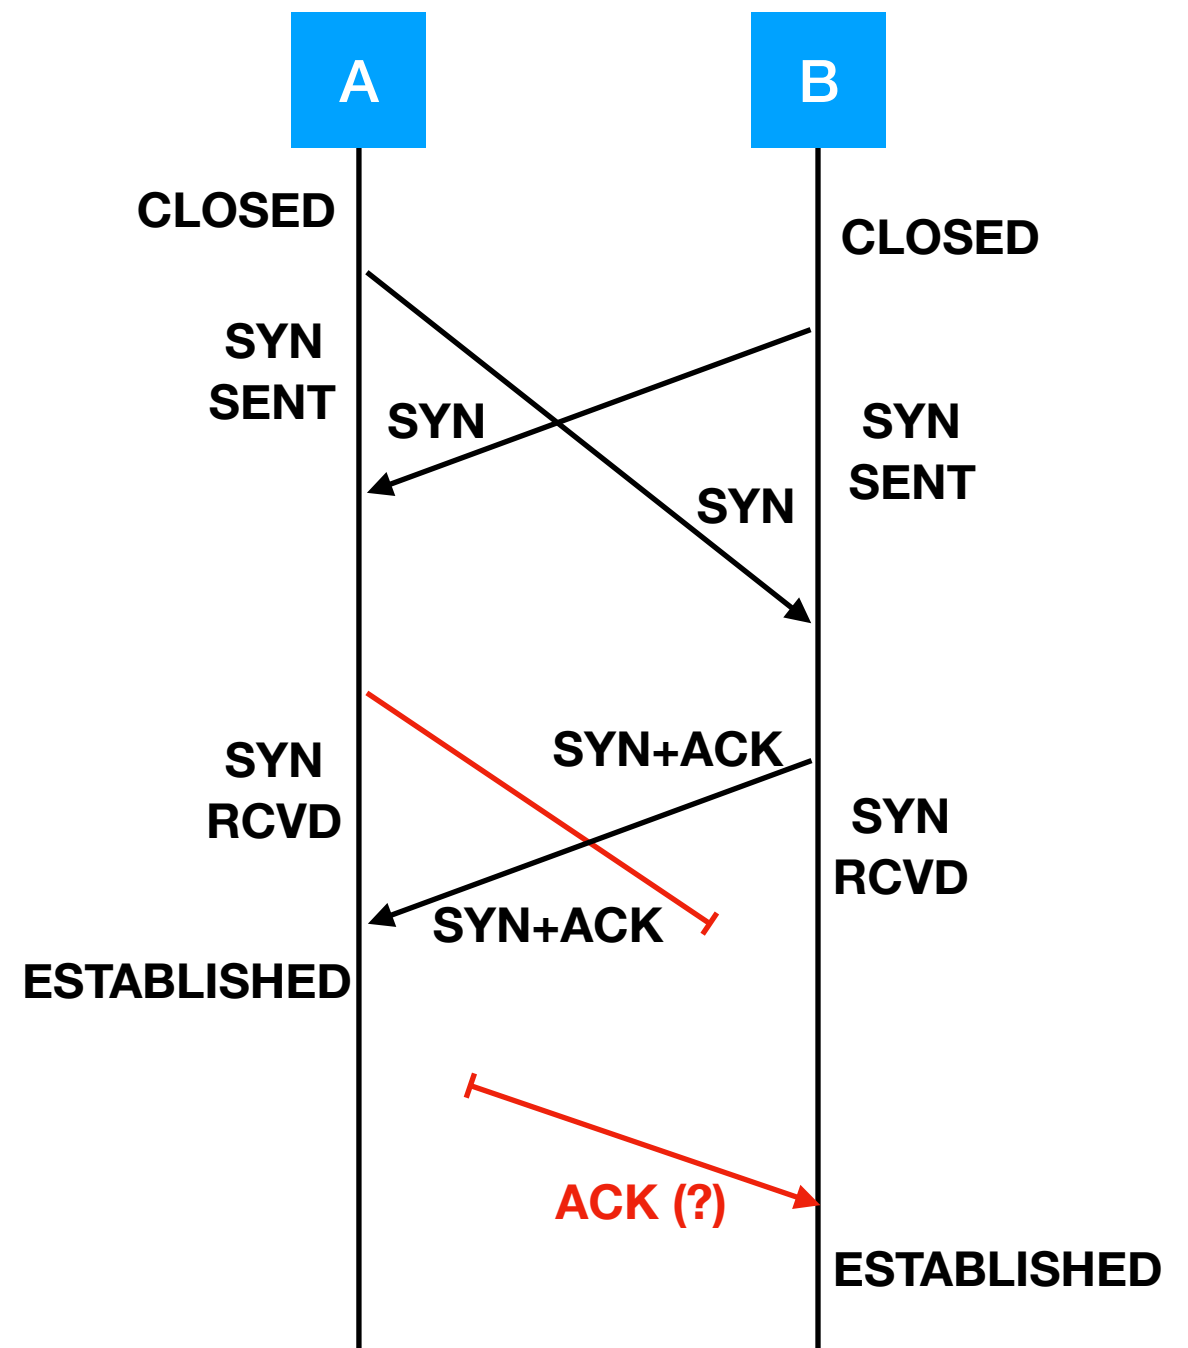 A
B
CLOSED
CLOSED
SYN
SENT
SYN
SYN
SENT
SYN
SYN+ACK
SYN
RCVD
SYN
RCVD
SYN+ACK
ESTABLISHED
ACK (?)
ESTABLISHED